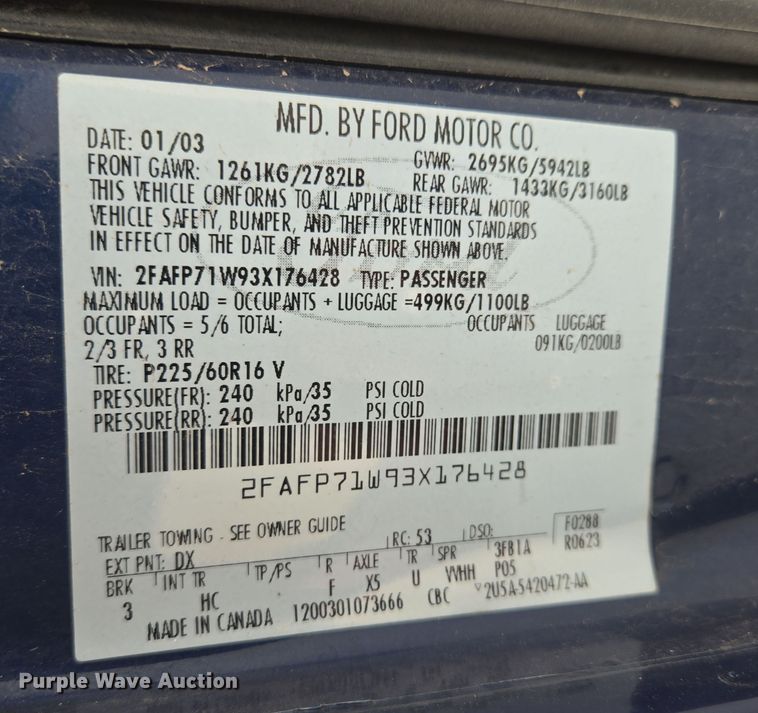 MFD. BY FORD MOTOR CO.
DATE: 01/03 GVWR: 2695KG/5942LB
FRONT GAWR: 1261KG/2782LB REAR GAWR: 1433KG/3160LB
THIS VEHICLE CONFORMS TO ALL APPLICABLE FEDERAL MOTOR
VEHICLE SAFETY, BUMPER, AND THEFT PREVENTION STANDARDS
IN EFFECT ON THE DATE OF MANUFACTURE SHOWN ABOVE.
VIN: 2FAFP71W93X176428 TYPE: PASSENGER
MAXIMUM LOAD = OCCUPANTS + LUGGAGE =499KG/1100LB
OCCUPANTS = 5/6 TOTAL; OCCUPANTS LUGGAGE
2/3 FR, 3 RR 091KG/0200LB
TIRE: P225/60R16 V
PRESSURE(FR): 240 kPa/35 PSI COLD
PRESSURE(RR): 240 kPa/35 PSI COLD
2FAFP71W93X176428
TRAILER TOWING - SEE OWNER GUIDE
EXT PNT: DX RC: 53 DSO: F0288
BRK INT TR TP/PS R AXLE TR SPR 3FB1A R0623
3 HC F X5 U VHH P05
MADE IN CANADA 1200301073666 CBC V2U5A-5420472-AA
Purple Wave Auction